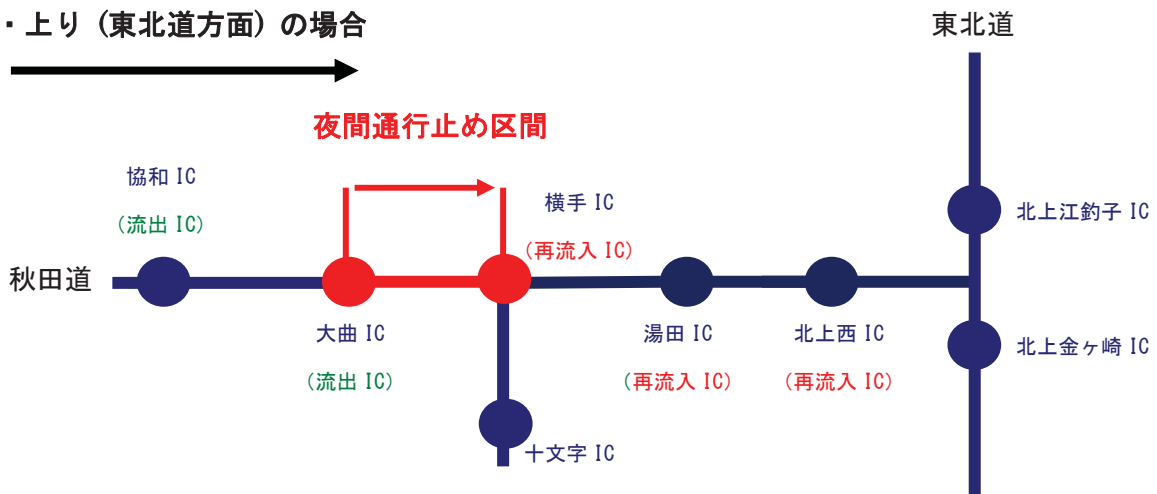 ・上り (東北道方面) の場合
東北道
夜間通行止め区間
協和 IC
(流出 IC)
横手 IC
(再流入 IC)
北上江釣子 IC
秋田道
大曲 IC
(流出 IC)
湯田 IC
(再流入 IC)
北上西 IC
(再流入 IC)
北上金ヶ崎 IC
十文字 IC